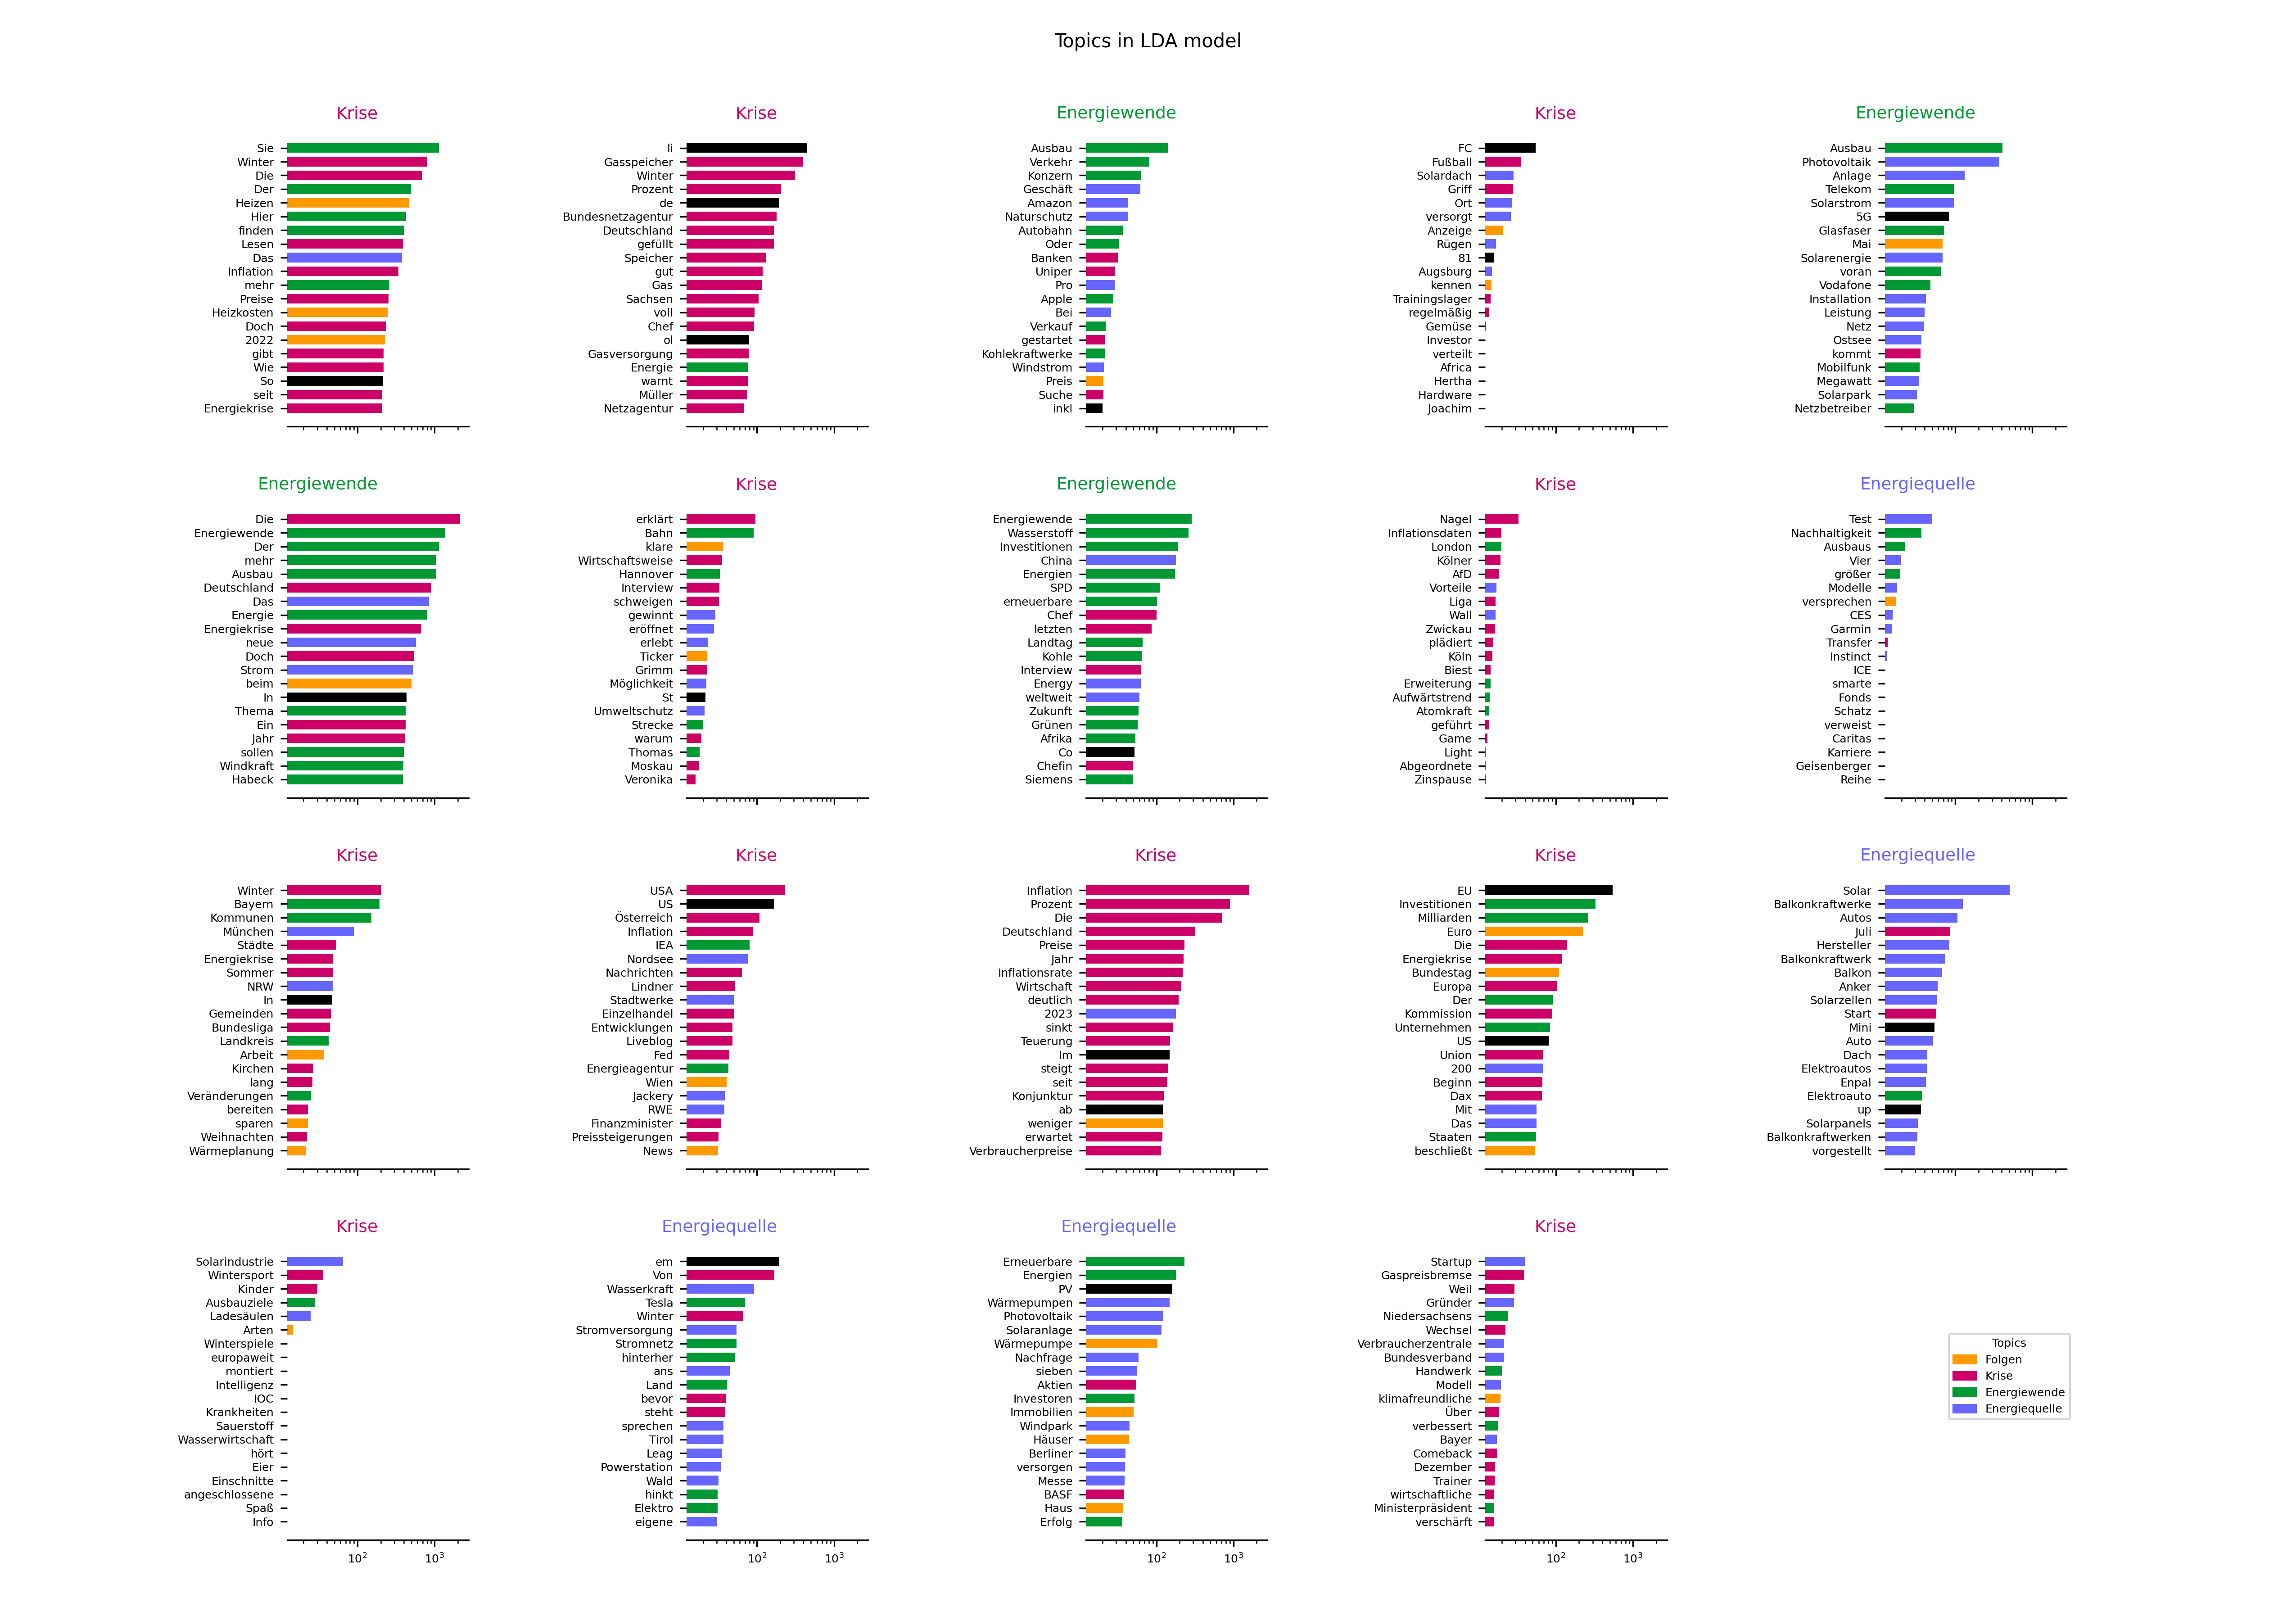 Topics in LDA model
Krise
Sie
Winter
Die
Der
Heizen
Hier
finden
Lesen
Das
Inflation
mehr
Preise
Heizkosten
Doch
2022
gibt
Wie
So
seit
Energiekrise
Krise
li
Gasspeicher
Winter
Prozent
de
Bundesnetzagentur
Deutschland
gefüllt
Speicher
gut
Gas
Sachsen
voll
Chef
ol
Gasversorgung
Energie
warnt
Müller
Netzagentur
Energiewende
Ausbau
Verkehr
Konzern
Geschäft
Amazon
Naturschutz
Autobahn
Oder
Banken
Uniper
Pro
Apple
Bei
Verkauf
gestartet
Kohlekraftwerke
Windstrom
Preis
Suche
inkl
Krise
FC
Fußball
Solardach
Griff
Ort
versorgt
Anzeige
Rügen
81
Augsburg
kennen
Trainingslager
regelmäßig
Gemüse
Investor
verteilt
Africa
Hertha
Hardware
Joachim
Energiewende
Ausbau
Photovoltaik
Anlage
Telekom
Solarstrom
5G
Glasfaser
Mai
Solarenergie
voran
Vodafone
Installation
Leistung
Netz
Ostsee
kommt
Mobilfunk
Megawatt
Solarpark
Netzbetreiber
Energiewende
Die
Energiewende
Der
mehr
Ausbau
Deutschland
Das
Energie
Energiekrise
neue
Doch
Strom
beim
In
Thema
Ein
Jahr
sollen
Windkraft
Habeck
Krise
erklärt
Bahn
klare
Wirtschaftsweise
Hannover
Interview
schweigen
gewinnt
eröffnet
erlebt
Ticker
Grimm
Möglichkeit
St
Umweltschutz
Strecke
warum
Thomas
Moskau
Veronika
Energiewende
Energiewende
Wasserstoff
Investitionen
China
Energien
SPD
erneuerbare
Chef
letzten
Landtag
Kohle
Interview
Energy
weltweit
Zukunft
Grünen
Afrika
Co
Chefin
Siemens
Krise
Nagel
Inflationsdaten
London
Kölner
AfD
Vorteile
Liga
Wall
Zwickau
plädiert
Köln
Biest
Erweiterung
Aufwärtstrend
Atomkraft
geführt
Game
Light
Abgeordnete
Zinspause
Energiequelle
Test
Nachhaltigkeit
Ausbaus
Vier
größer
Modelle
versprechen
CES
Garmin
Transfer
Instinct
ICE
smarte
Fonds
Schatz
verweist
Caritas
Karriere
Geisenberger
Reihe
Krise
Winter
Bayern
Kommunen
München
Städte
Energiekrise
Sommer
NRW
In
Gemeinden
Bundesliga
Landkreis
Arbeit
Kirchen
lang
Veränderungen
bereiten
sparen
Weihnachten
Wärmeplanung
Krise
USA
US
Österreich
Inflation
IEA
Nordsee
Nachrichten
Lindner
Stadtwerke
Einzelhandel
Entwicklungen
Liveblog
Fed
Energieagentur
Wien
Jackery
RWE
Finanzminister
Preissteigerungen
News
Krise
Inflation
Prozent
Die
Deutschland
Preise
Jahr
Inflationsrate
Wirtschaft
deutlich
2023
sinkt
Teuerung
Im
steigt
seit
Konjunktur
ab
weniger
erwartet
Verbraucherpreise
Krise
EU
Investitionen
Milliarden
Euro
Die
Energiekrise
Bundestag
Europa
Der
Kommission
Unternehmen
US
Union
200
Beginn
Dax
Mit
Das
Staaten
beschließt
Energiequelle
Solar
Balkonkraftwerke
Autos
Juli
Hersteller
Balkonkraftwerk
Balkon
Anker
Solarzellen
Start
Mini
Auto
Dach
Elektroautos
Enpal
Elektroauto
up
Solarpanels
Balkonkraftwerken
vorgestellt
Krise
Solarindustrie
Wintersport
Kinder
Ausbauziele
Ladesäulen
Arten
Winterspiele
europaweit
montiert
Intelligenz
IOC
Krankheiten
Sauerstoff
Wasserwirtschaft
hört
Eier
Einschnitte
angeschlossene
Spaß
Info
10² 10³
Energiequelle
em
Von
Wasserkraft
Tesla
Winter
Stromversorgung
Stromnetz
hinterher
ans
Land
bevor
steht
sprechen
Tirol
Leag
Powerstation
Wald
hinkt
Elektro
eigene
10² 10³
Energiequelle
Erneuerbare
Energien
PV
Wärmepumpen
Photovoltaik
Solaranlage
Wärmepumpe
Nachfrage
sieben
Aktien
Investoren
Immobilien
Windpark
Häuser
Berliner
versorgen
Messe
BASF
Haus
Erfolg
10² 10³
Krise
Startup
Gaspreisbremse
Weil
Gründer
Niedersachsens
Wechsel
Verbraucherzentrale
Bundesverband
Handwerk
Modell
klimafreundliche
Über
verbessert
Bayer
Comeback
Dezember
Trainer
wirtschaftliche
Ministerpräsident
verschärft
10² 10³
Topics
Folgen
Krise
Energiewende
Energiequelle